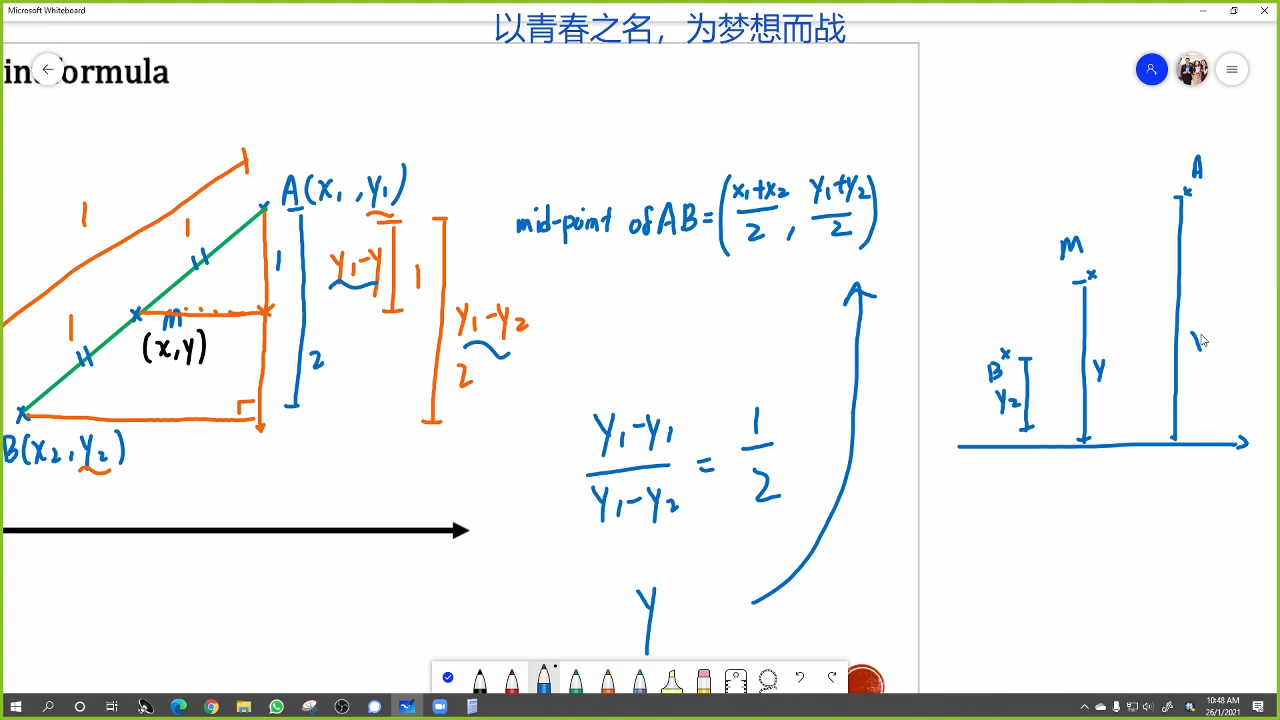 Microsoft Whiteboard
以青春之名，为梦想而战
formula
A(x₁, y₁)
1
1
1
y₁-y
1
mid-point of AB = (x₁+x₂/2, y₁+y₂/2)
A
M
1
m
(x,y)
2
y₁-y₂
2
B
y₂
y
B(x₂, y₂)
y₁-y₁
y₁-y₂
=
1
2
y
10:48 AM
26/1/2021